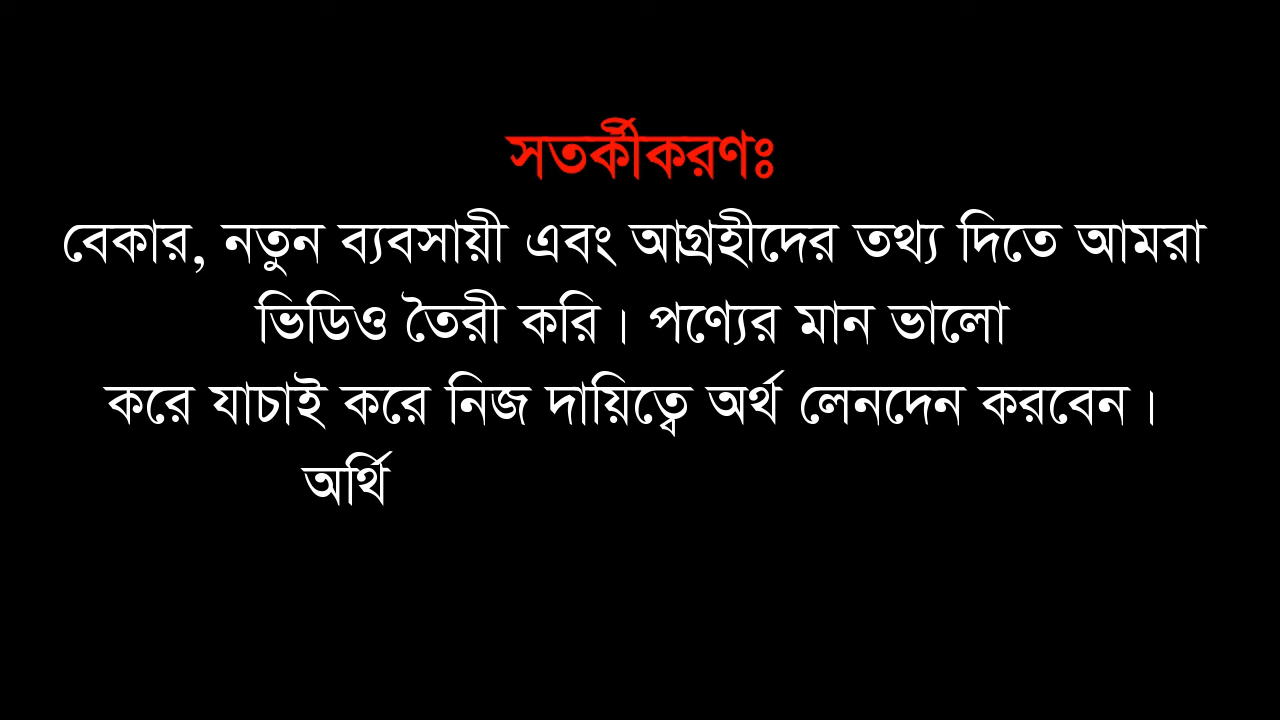 সতর্কীকরণঃ
বেকার, নতুন ব্যবসায়ী এবং আগ্রহীদের তথ্য দিতে আমরা
ভিডিও তৈরী করি। পণ্যের মান ভালো
করে যাচাই করে নিজ দায়িত্বে অর্থ লেনদেন করবেন।
অর্থি